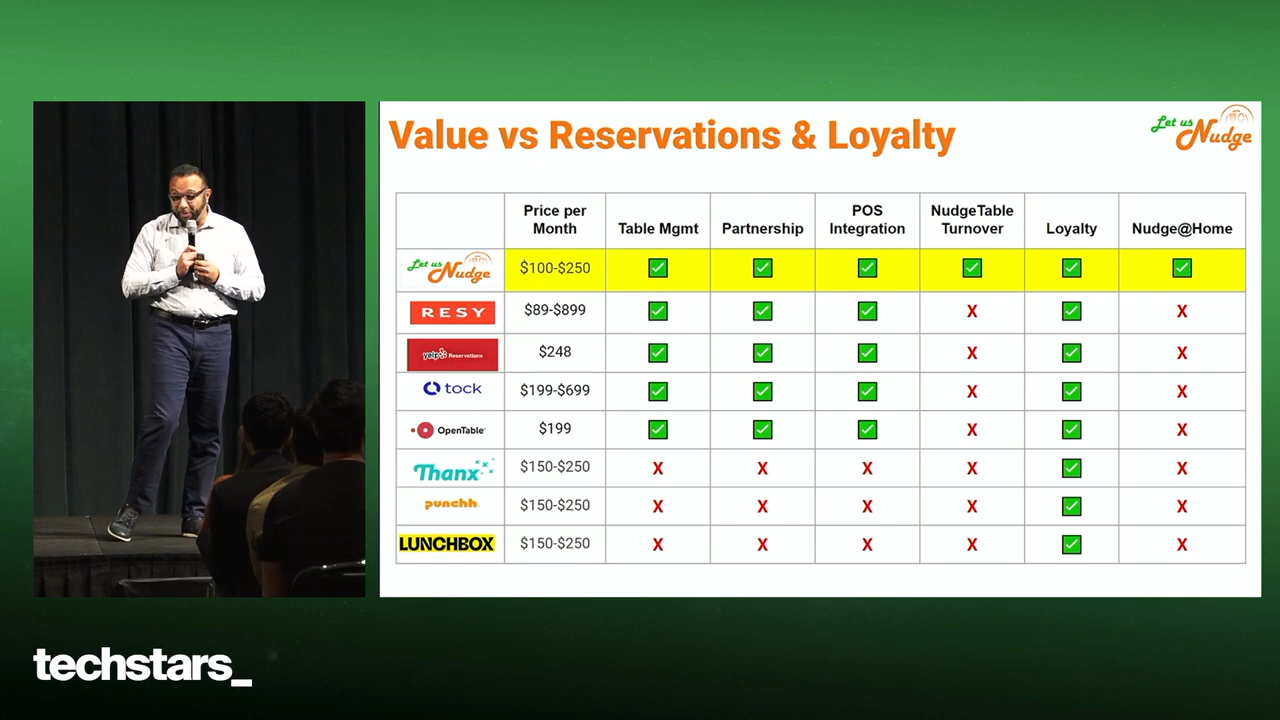 Value vs Reservations & Loyalty
Let us Nudge
Price per Month
Table Mgmt
Partnership
POS Integration
NudgeTable Turnover
Loyalty
Nudge@Home
Let us Nudge $100-$250 ✅ ✅ ✅ ✅ ✅ ✅
RESY $89-$899 ✅ ✅ ✅ X ✅ X
yelp Reservations $248 ✅ ✅ ✅ X ✅ X
tock $199-$699 ✅ ✅ ✅ X ✅ X
OpenTable $199 ✅ ✅ ✅ X ✅ X
Thanx $150-$250 X X X X ✅ X
punchh $150-$250 X X X X ✅ X
LUNCHBOX $150-$250 X X X X ✅ X
techstars_